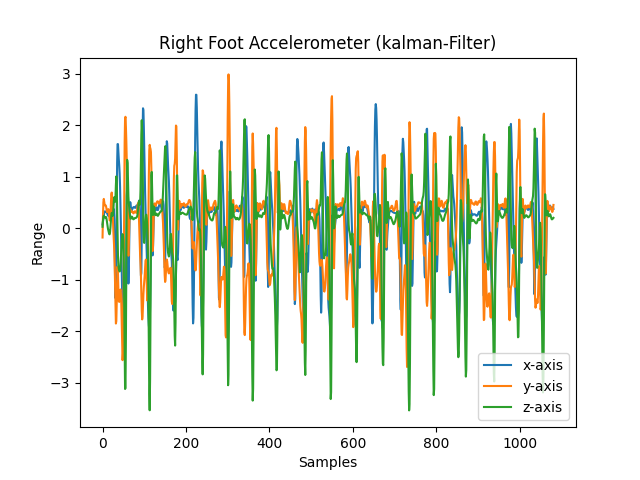 Right Foot Accelerometer (kalman-Filter)
3
2
1
0
−1
−2
−3
Range
0 200 400 600 800 1000
Samples
x-axis
y-axis
z-axis